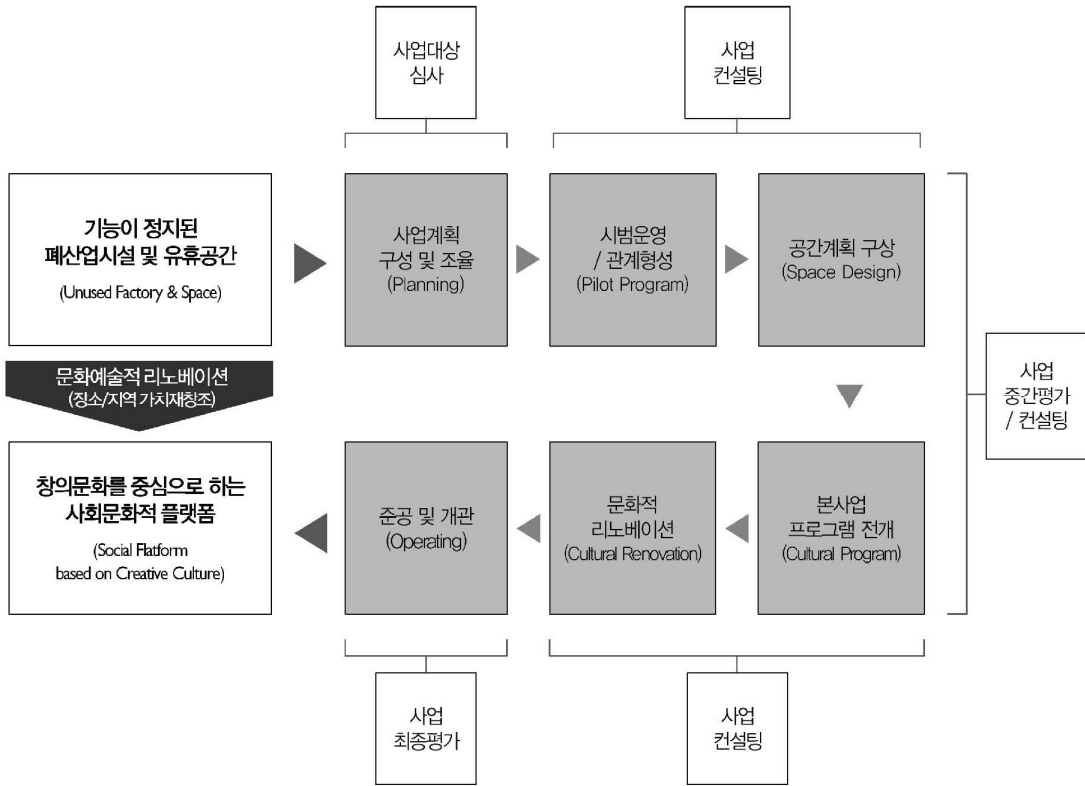 사업대상
심사
사업
컨설팅
기능이 정지된
폐산업시설 및 유휴공간
(Unused Factory & Space)
사업계획
구성 및 조율
(Planning)
시범운영
/ 관계형성
(Pilot Program)
공간계획 구상
(Space Design)
문화예술적 리노베이션
(장소/지역 가치재창조)
사업
중간평가
/ 컨설팅
창의문화를 중심으로 하는
사회문화적 플랫폼
(Social Flatform
based on Creative Culture)
준공 및 개관
(Operating)
문화적
리노베이션
(Cultural Renovation)
본사업
프로그램 전개
(Cultural Program)
사업
최종평가
사업
컨설팅